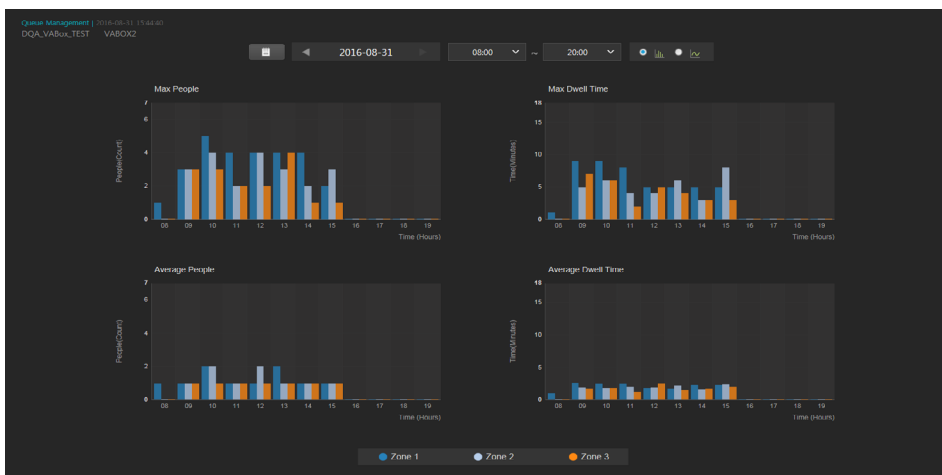 Queue Management | 2016-08-31 15:44:40
DQA_VABox_TEST VABOX2
2016-08-31 08:00 ~ 20:00
Max People
7
6
4
2
0
People(Count)
08 09 10 11 12 13 14 15 16 17 18 19
Time (Hours)
Max Dwell Time
18
15
10
5
0
Time(Minutes)
08 09 10 11 12 13 14 15 16 17 18 19
Time (Hours)
Average People
7
6
4
2
0
People(Count)
08 09 10 11 12 13 14 15 16 17 18 19
Time (Hours)
Average Dwell Time
18
15
10
5
0
Time(Minutes)
08 09 10 11 12 13 14 15 16 17 18 19
Time (Hours)
Zone 1 Zone 2 Zone 3